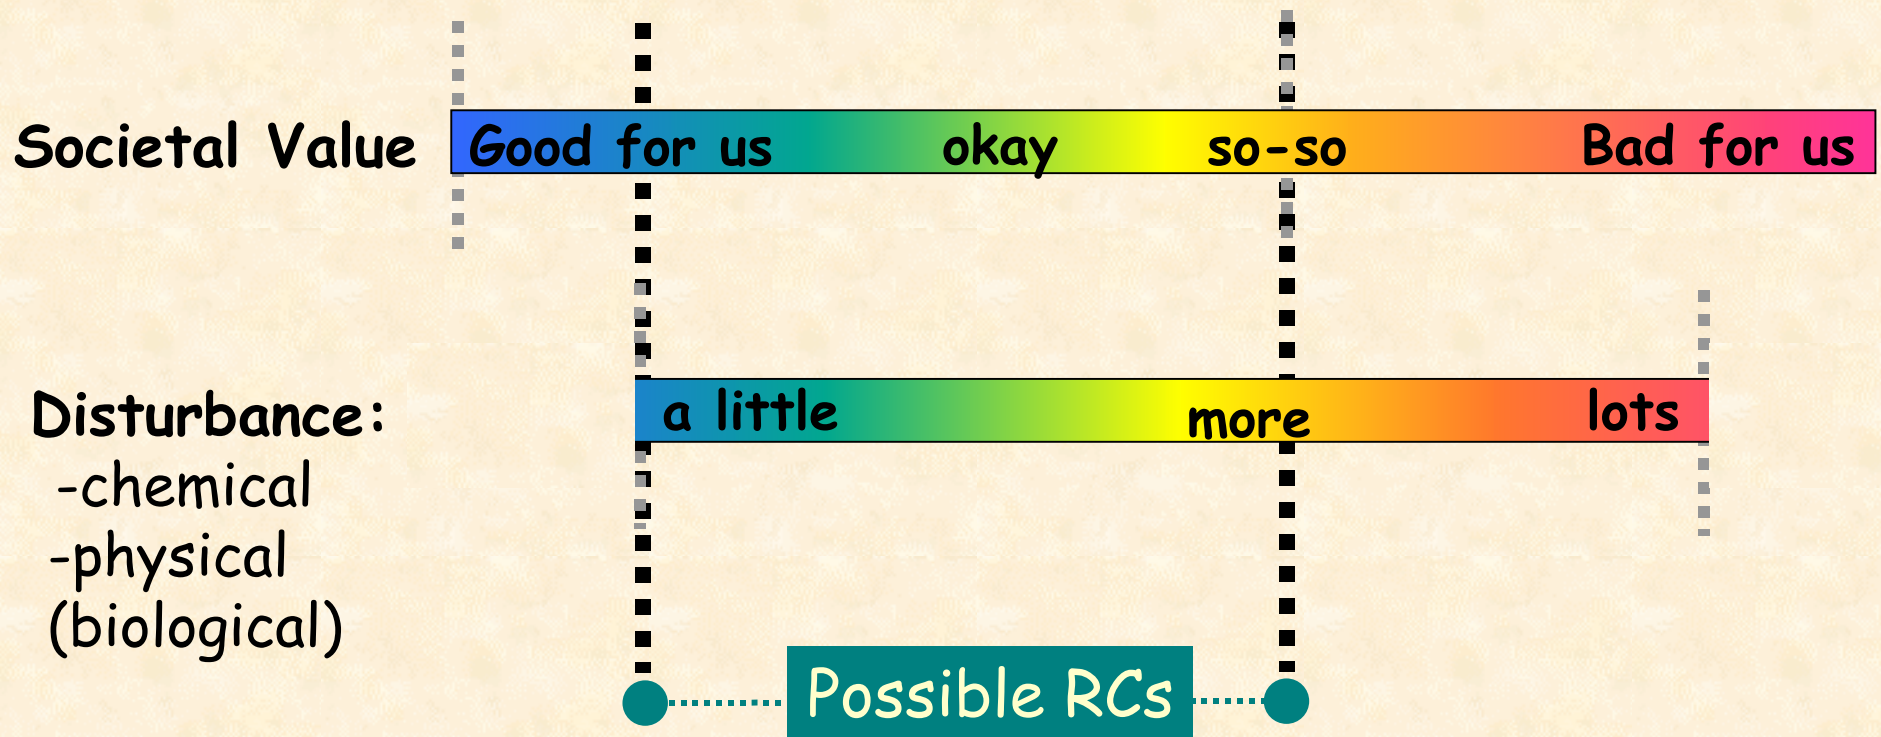 Societal Value Good for us okay so-so Bad for us
Disturbance: a little more lots
-chemical
-physical
(biological)
Possible RCs